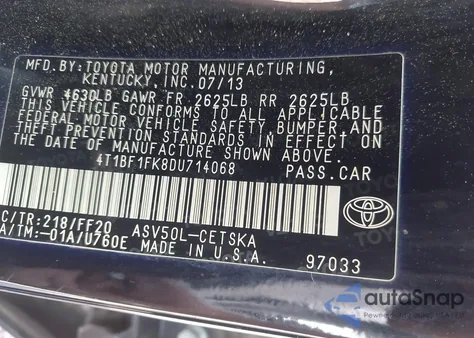 MFD.BY:TOYOTA MOTOR MANUFACTURING,
KENTUCKY, INC.07/13
GVWR 4630LB GAWR FR 2625LB RR 2625LB
THIS VEHICLE CONFORMS TO ALL APPLICABLE
FEDERAL MOTOR VEHICLE SAFETY, BUMPER, AND
THEFT PREVENTION STANDARDS IN EFFECT ON
THE DATE OF MANUFACTURE SHOWN ABOVE.
4T1BF1FK8DU714068 PASS.CAR
C/TR:218/FF20 ASV50L-CETSKA
A/TM:-01A/U760E MADE IN U.S.A. 97033
autoSnap